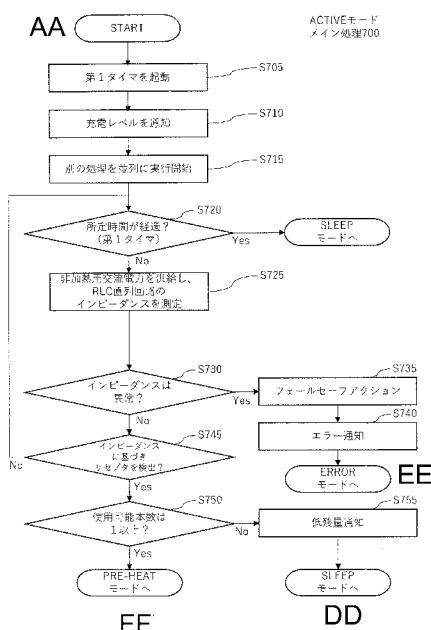 AA
START
ACTIVEモード
メイン処理700
第1タイマを起動
S705
充電レベルを通知
S710
別の処理を並列に実行開始
S715
所定時間が経過?
(第1タイマ)
S720
Yes
SLEEP
モードへ
No
非加熱用交流電力を供給し、
RLC直列回路の
インピーダンスを測定
S725
インピーダンスは
異常?
S730
Yes
フェールセーフアクション
S735
エラー通知
S740
ERROR
モードへ
EE
No
インピーダンス
に基づき
サセプタを検出?
S745
No
Yes
使用可能本数は
1以上?
S750
No
低残量通知
S755
Yes
PRE-HEAT
モードへ
SLEEP
モードへ
DD